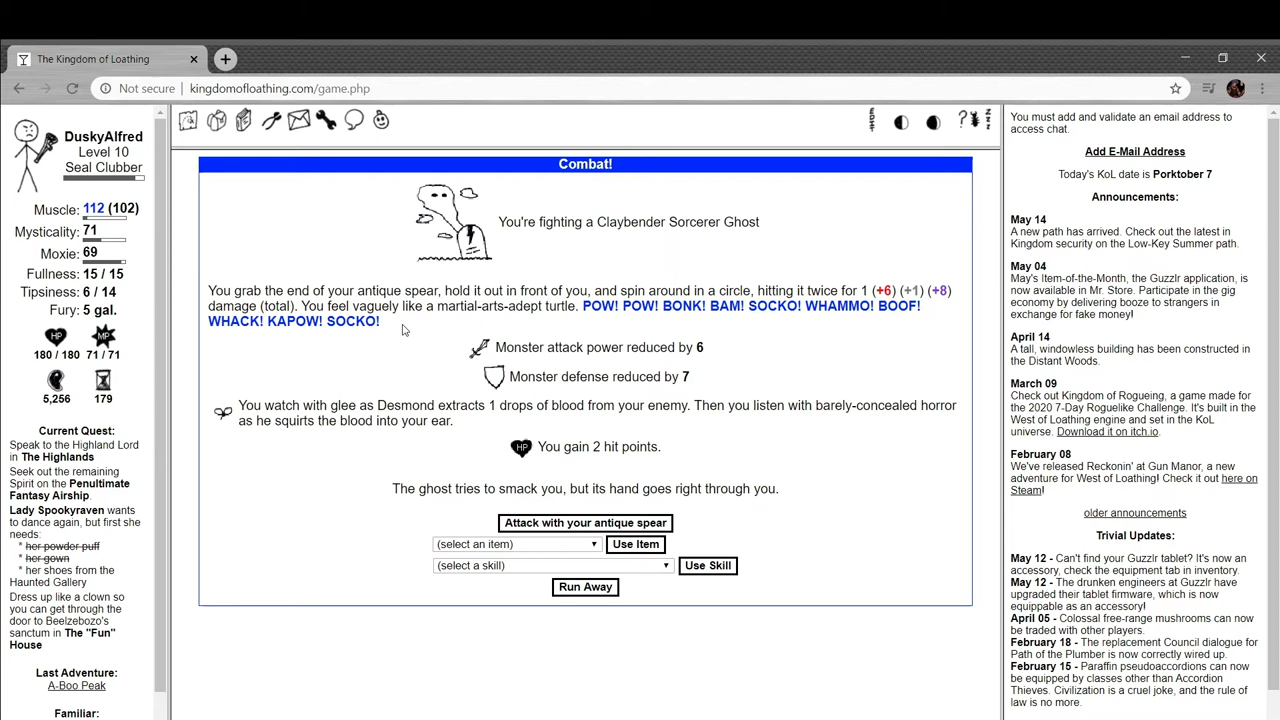 The Kingdom of Loathing
Not secure
kingdomofloathing.com/game.php
DuskyAlfred
Level 10
Seal Clubber
Muscle: 112 (102)
Mysticality: 71
Moxie: 69
Fullness: 15 / 15
Tipsiness: 6 / 14
Fury: 5 gal.
HP MP
180 / 180 71 / 71
5,256 179
Current Quest:
Speak to the Highland Lord
in The Highlands
Seek out the remaining
Spirit on the Penultimate
Fantasy Airship.
Lady Spookyraven wants
to dance again, but first she
needs:
* her powder puff
* her gown
* her shoes from the
Haunted Gallery
Dress up like a clown so
you can get through the
door to Beelzebozo's
sanctum in The "Fun"
House
Last Adventure:
A-Boo Peak
Familiar:
EDIT
?
Zzz
Combat!
You're fighting a Claybender Sorcerer Ghost
You grab the end of your antique spear, hold it out in front of you, and spin around in a circle, hitting it twice for 1 (+6) (+1) (+8)
damage (total). You feel vaguely like a martial-arts-adept turtle. POW! POW! BONK! BAM! SOCKO! WHAMMO! BOOF!
WHACK! KAPOW! SOCKO!
Monster attack power reduced by 6
Monster defense reduced by 7
You watch with glee as Desmond extracts 1 drops of blood from your enemy. Then you listen with barely-concealed horror
as he squirts the blood into your ear.
HP You gain 2 hit points.
The ghost tries to smack you, but its hand goes right through you.
Attack with your antique spear
(select an item) Use Item
(select a skill) Use Skill
Run Away
You must add and validate an email address to
access chat.
Add E-Mail Address
Today's KoL date is Porktober 7
Announcements:
May 14
A new path has arrived. Check out the latest in
Kingdom security on the Low-Key Summer path.
May 04
May's Item-of-the-Month, the Guzzlr application, is
now available in Mr. Store. Participate in the gig
economy by delivering booze to strangers in
exchange for fake money!
April 14
A tall, windowless building has been constructed in
the Distant Woods.
March 09
Check out Kingdom of Rogueing, a game made for
the 2020 7-Day Roguelike Challenge. It's built in the
West of Loathing engine and set in the KoL
universe. Download it on itch.io.
February 08
We've released Reckonin' at Gun Manor, a new
adventure for West of Loathing! Check it out here on
Steam!
older announcements
Trivial Updates:
May 12 - Can't find your Guzzlr tablet? It's now an
accessory, check the equipment tab in inventory.
May 12 - The drunken engineers at Guzzlr have
upgraded their tablet firmware, which is now
equippable as an accessory!
April 05 - Colossal free-range mushrooms can now
be traded with other players.
February 18 - The replacement Council dialogue for
Path of the Plumber is now correctly wired up.
February 15 - Paraffin pseudoaccordions can now
be equipped by classes other than Accordion
Thieves. Civilization is a cruel joke, and the rule of
law is no more.